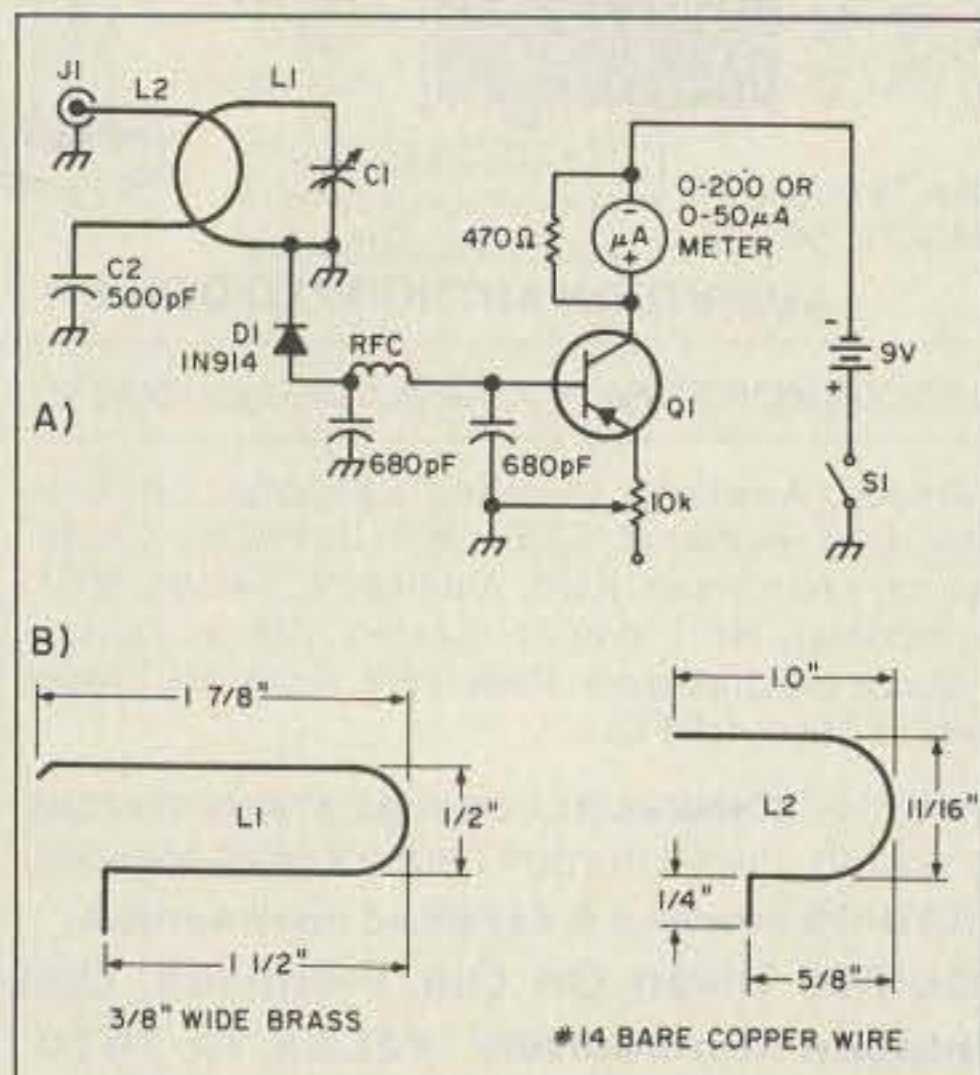 J1
L2
L1
C1
C2
500pF
D1
1N914
RFC
680pF
680pF
470Ω
-
μA
+
0-200 OR
0-50μA
METER
Q1
10k
-
9V
+
S1
A)
B)
1 7/8"
L1
1/2"
1 1/2"
3/8" WIDE BRASS
1.0"
L2
11/16"
1/4"
5/8"
#14 BARE COPPER WIRE